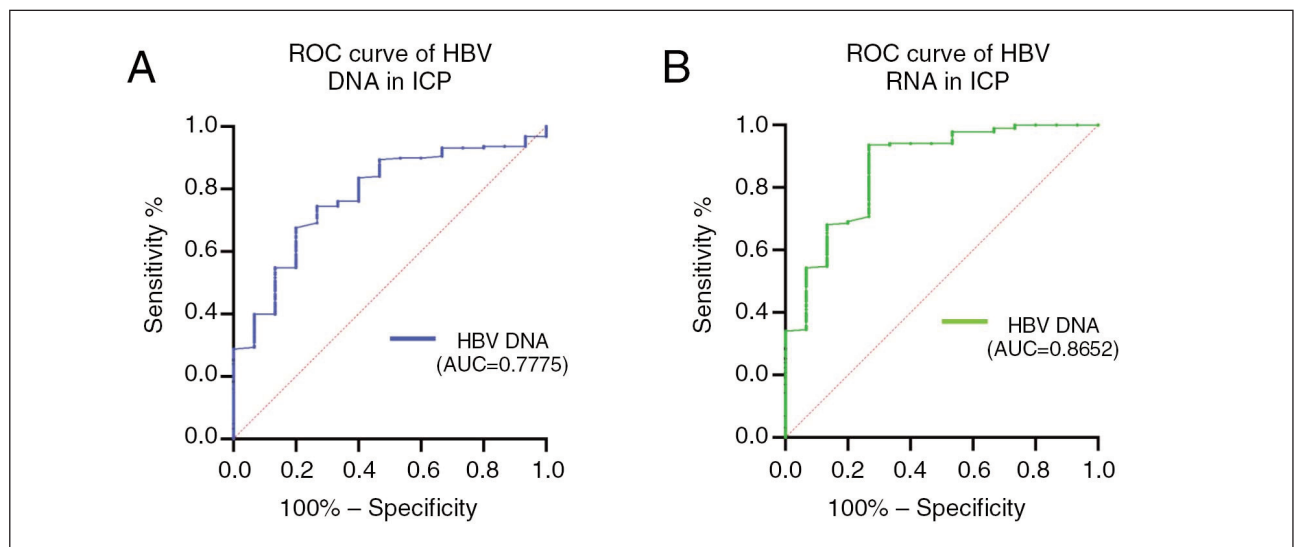 A
ROC curve of HBV
DNA in ICP
1.0
0.8
0.6
0.4
0.0
0.0
Sensitivity %
HBV DNA
(AUC=0.7775)
0.0 0.2 0.4 0.6 0.8 1.0
100% – Specificity
B
ROC curve of HBV
RNA in ICP
1.0
0.8
0.6
0.4
0.0
0.0
Sensitivity %
HBV DNA
(AUC=0.8652)
0.0 0.2 0.4 0.6 0.8 1.0
100% – Specificity